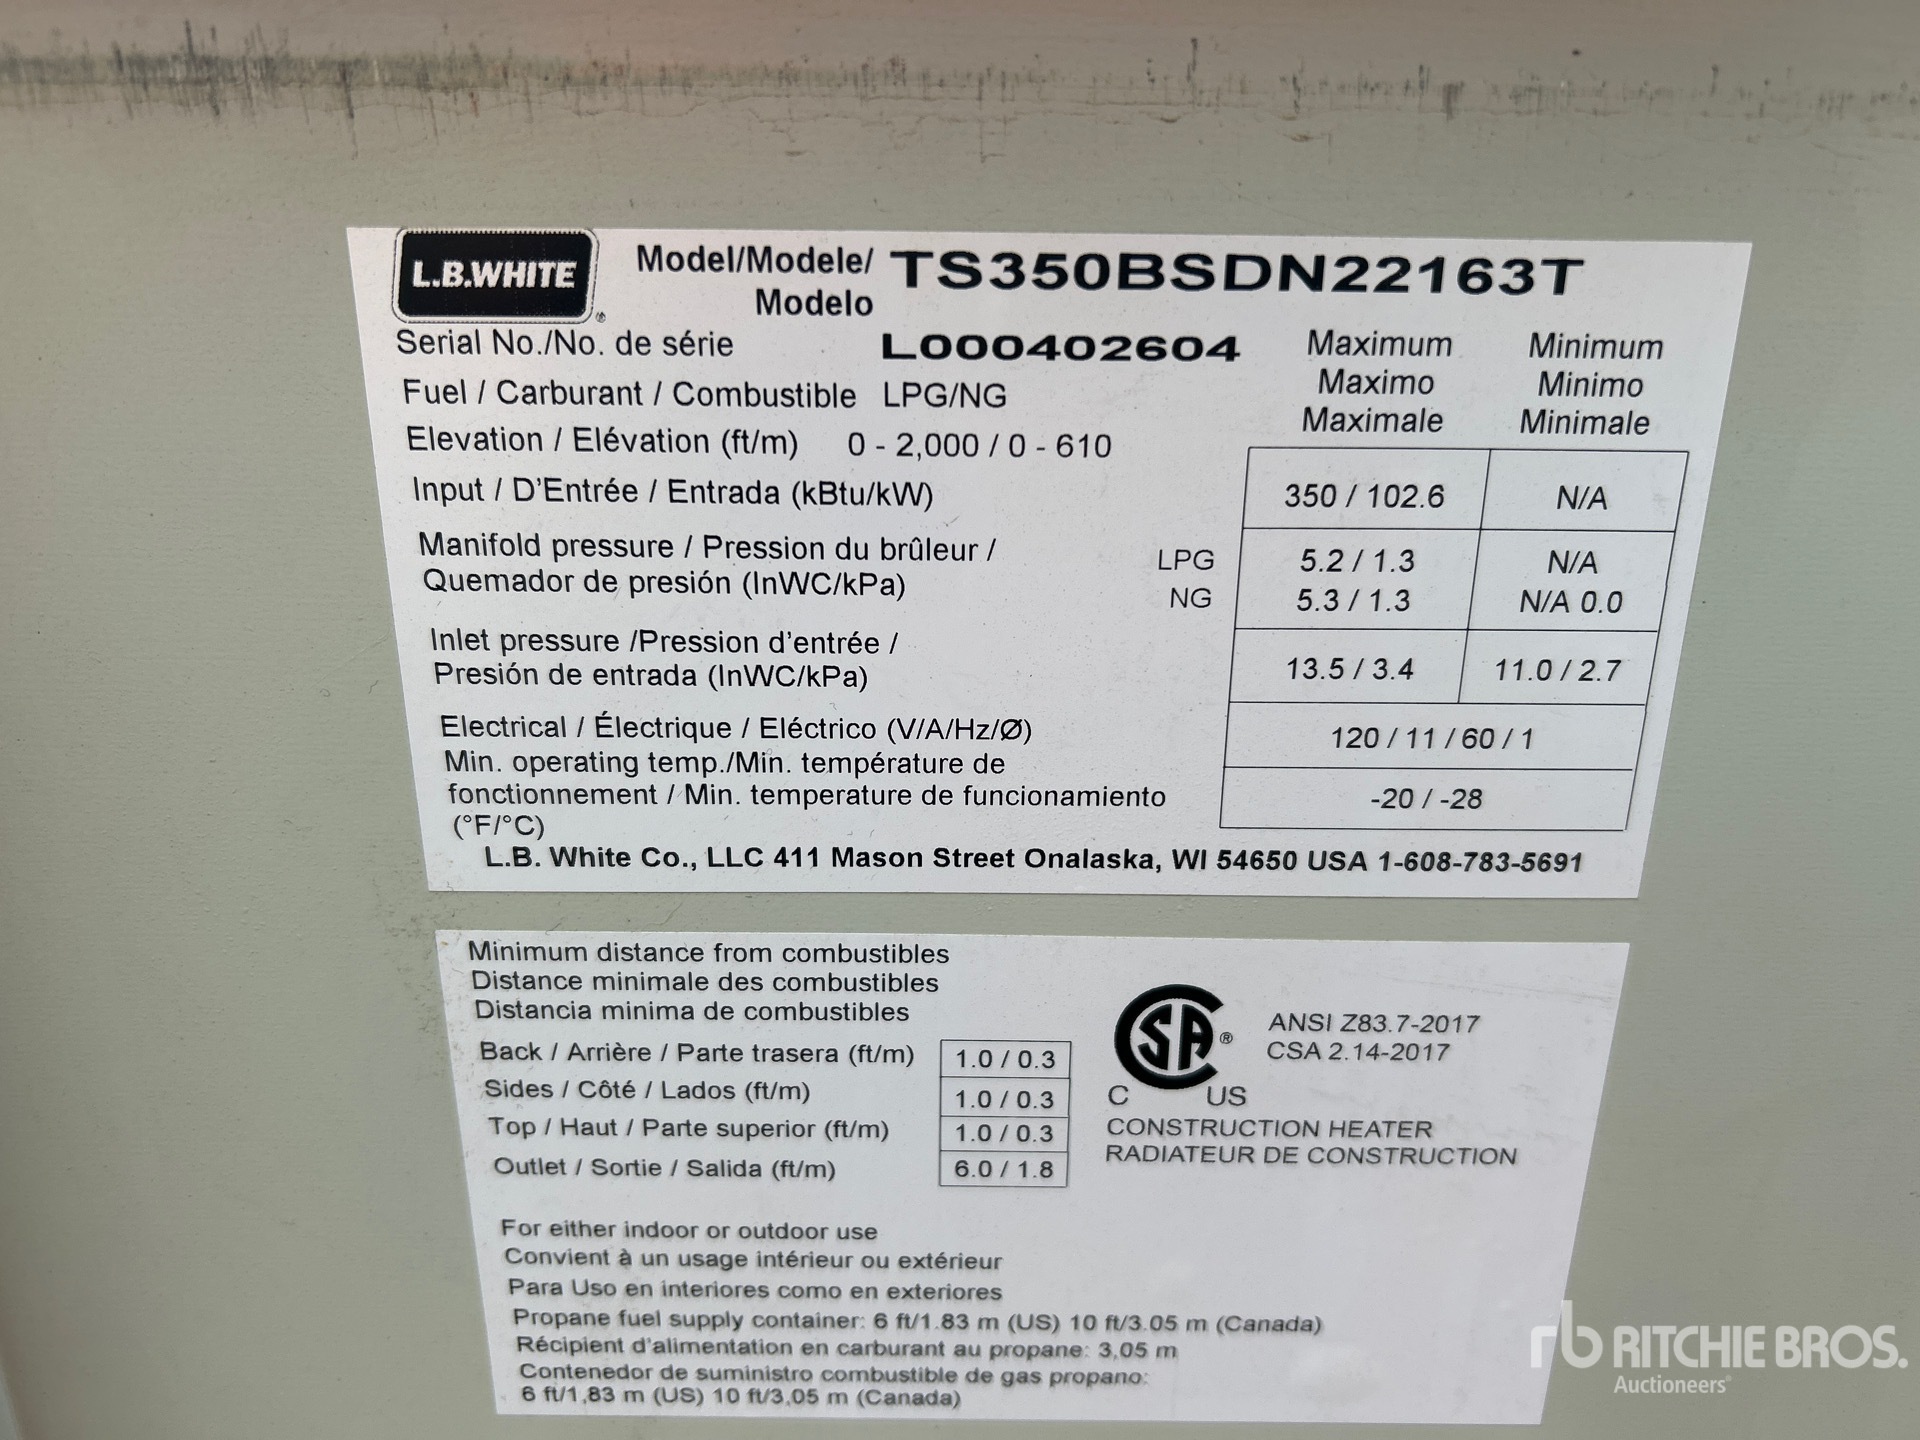 L.B.WHITE®
Model/Modele/ TS350BSDN22163T
Modelo
Serial No./No. de série L000402604 Maximum Minimum
Maximo Minimo
Fuel / Carburant / Combustible LPG/NG Maximale Minimale
Elevation / Elévation (ft/m) 0 - 2,000 / 0 - 610
Input / D'Entrée / Entrada (kBtu/kW) 350 / 102.6 N/A
Manifold pressure / Pression du brûleur / LPG 5.2 / 1.3 N/A
Quemador de presión (InWC/kPa) NG 5.3 / 1.3 N/A 0.0
Inlet pressure /Pression d'entrée /
Presión de entrada (InWC/kPa) 13.5 / 3.4 11.0 / 2.7
Electrical / Électrique / Eléctrico (V/A/Hz/Ø) 120 / 11 / 60 / 1
Min. operating temp./Min. température de
fonctionnement / Min. temperature de funcionamiento -20 / -28
(°F/°C)
L.B. White Co., LLC 411 Mason Street Onalaska, WI 54650 USA 1-608-783-5691
Minimum distance from combustibles
Distance minimale des combustibles
Distancia minima de combustibles
Back / Arrière / Parte trasera (ft/m) 1.0 / 0.3
Sides / Côté / Lados (ft/m) 1.0 / 0.3
Top / Haut / Parte superior (ft/m) 1.0 / 0.3
Outlet / Sortie / Salida (ft/m) 6.0 / 1.8
CSA®
C US
ANSI Z83.7-2017
CSA 2.14-2017
CONSTRUCTION HEATER
RADIATEUR DE CONSTRUCTION
For either indoor or outdoor use
Convient à un usage intérieur ou extérieur
Para Uso en interiores como en exteriores
Propane fuel supply container: 6 ft/1.83 m (US) 10 ft/3.05 m (Canada)
Récipient d'alimentation en carburant au propane: 3,05 m
Contenedor de suministro combustible de gas propano:
6 ft/1,83 m (US) 10 ft/3,05 m (Canada)
rb RITCHIE BROS.
Auctioneers®